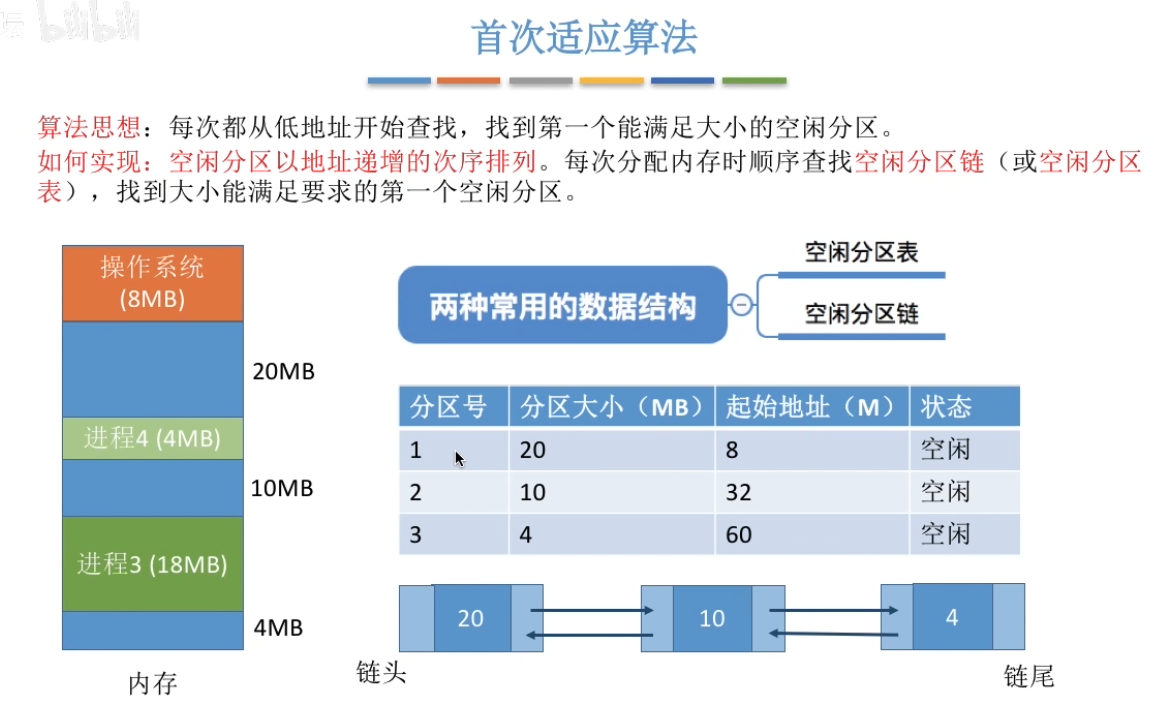 坛 bilibili
首次适应算法
算法思想：每次都从低地址开始查找，找到第一个能满足大小的空闲分区。
如何实现：空闲分区以地址递增的次序排列。每次分配内存时顺序查找空闲分区链（或空闲分区
表），找到大小能满足要求的第一个空闲分区。
操作系统
(8MB)
20MB
进程4 (4MB)
10MB
进程3 (18MB)
4MB
内存
两种常用的数据结构
空闲分区表
空闲分区链
分区号 分区大小（MB） 起始地址（M） 状态
1 20 8 空闲
2 10 32 空闲
3 4 60 空闲
20 10 4
链头 链尾